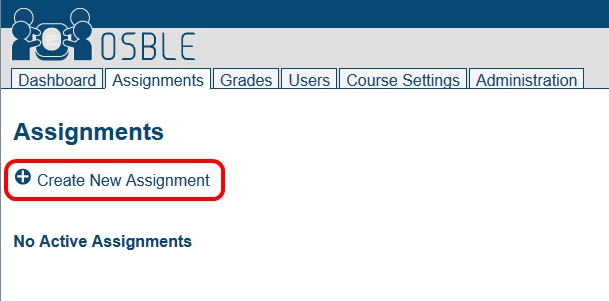 OSBLE
Dashboard Assignments Grades Users Course Settings Administration
Assignments
Create New Assignment
No Active Assignments